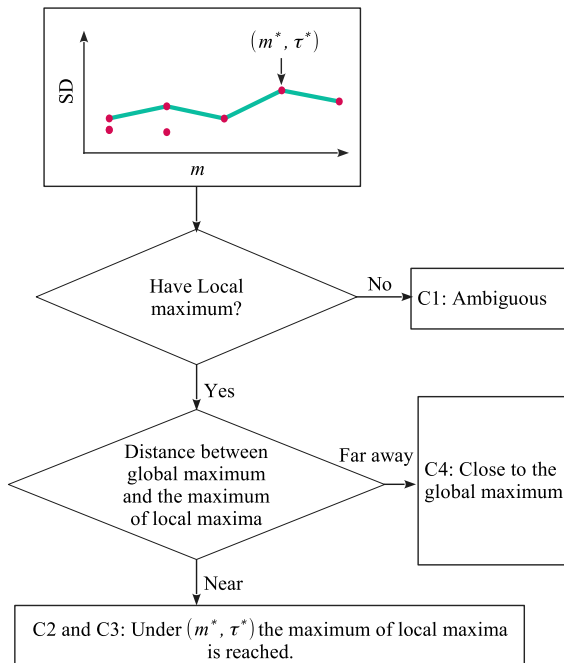 (m*, τ*)
SD
m
Have Local
maximum?
No
C1: Ambiguous
Yes
Distance between
global maximum
and the maximum
of local maxima
Far away
C4: Close to the
global maximum
Near
C2 and C3: Under (m*, τ*) the maximum of local maxima
is reached.